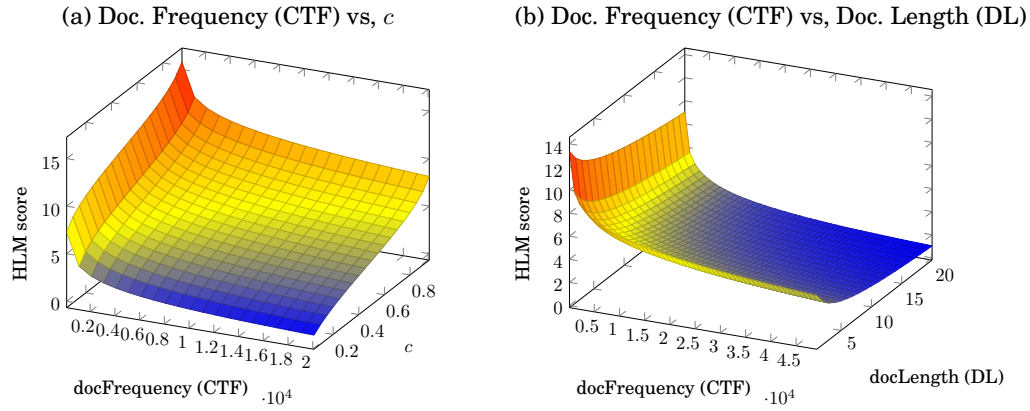 (a) Doc. Frequency (CTF) vs, c
(b) Doc. Frequency (CTF) vs, Doc. Length (DL)
HLM score
15
10
5
0
0.2 0.4 0.6 0.8 1 1.2 1.4 1.6 1.8 2
docFrequency (CTF)
·10⁴
0.2 0.4 0.6 0.8
c
HLM score
14
12
10
8
6
4
2
0
0.5 1 1.5 2 2.5 3 3.5 4 4.5
docFrequency (CTF)
·10⁴
5 10 15 20
docLength (DL)